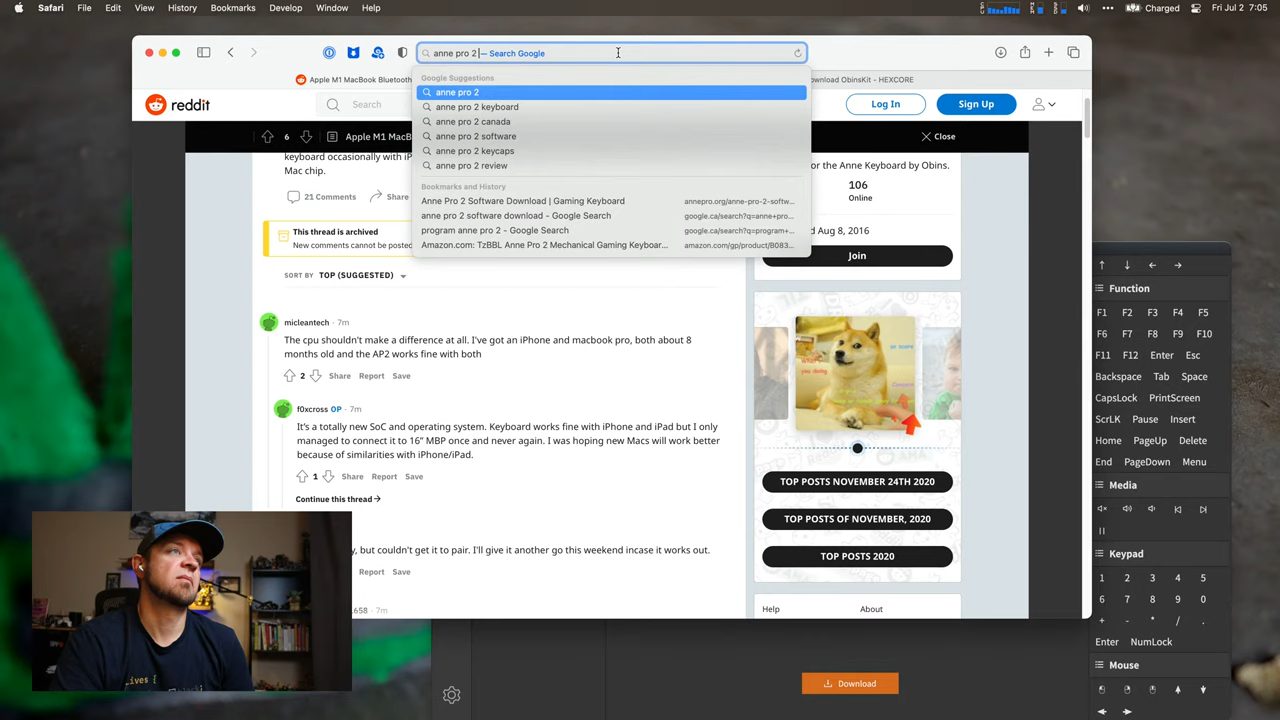 Safari File Edit View History Bookmarks Develop Window Help
Charged Fri Jul 2 7:05
anne pro 2 — Search Google
Apple M1 MacBook Bluetooth
ownload ObinsKit - HEXCORE
Google Suggestions
anne pro 2
anne pro 2 keyboard
anne pro 2 canada
anne pro 2 software
anne pro 2 keycaps
anne pro 2 review
Bookmarks and History
Anne Pro 2 Software Download | Gaming Keyboard annepro.org/anne-pro-2-softw...
anne pro 2 software download - Google Search google.ca/search?q=anne+pro...
program anne pro 2 - Google Search google.ca/search?q=program+...
Amazon.com: TzBBL Anne Pro 2 Mechanical Gaming Keyboar... amazon.com/gp/product/B083...
reddit
Search
Log In
Sign Up
6
Apple M1 MacB
Close
keyboard occasionally with iP
Mac chip.
21 Comments Share
This thread is archived
New comments cannot be posted
SORT BY TOP (SUGGESTED)
micleantech · 7m
The cpu shouldn't make a difference at all. I've got an iPhone and macbook pro, both about 8
months old and the AP2 works fine with both
2 Share Report Save
f0xcross OP · 7m
It's a totally new SoC and operating system. Keyboard works fine with iPhone and iPad but I only
managed to connect it to 16” MBP once and never again. I was hoping new Macs will work better
because of similarities with iPhone/iPad.
1 Share Report Save
Continue this thread
y, but couldn't get it to pair. I'll give it another go this weekend incase it works out.
Report Save
658 · 7m
or the Anne Keyboard by Obins.
106
Online
d Aug 8, 2016
Join
TOP POSTS NOVEMBER 24TH 2020
TOP POSTS OF NOVEMBER, 2020
TOP POSTS 2020
Help About
Function
F1 F2 F3 F4 F5
F6 F7 F8 F9 F10
F11 F12 Enter Esc
Backspace Tab Space
CapsLock PrintScreen
ScrLK Pause Insert
Home PageUp Delete
End PageDown Menu
Media
Keypad
1 2 3 4 5
6 7 8 9 0
+ - * / .
Enter NumLock
Mouse
Download